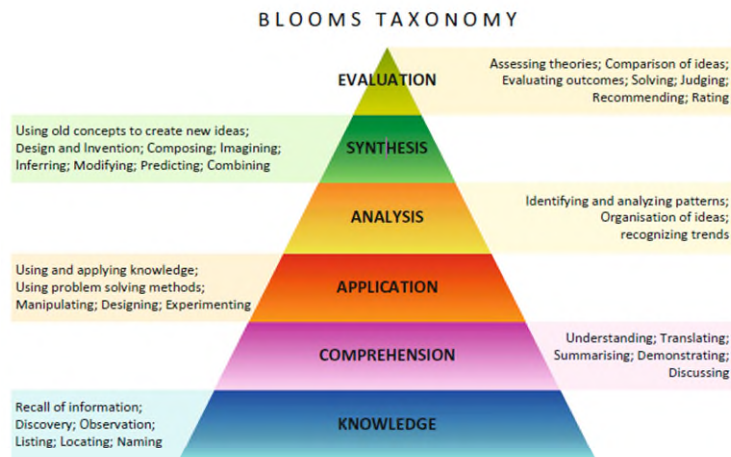 BLOOMS TAXONOMY
EVALUATION
Assessing theories; Comparison of ideas;
Evaluating outcomes; Solving; Judging;
Recommending; Rating
Using old concepts to create new ideas;
Design and Invention; Composing; Imagining;
Inferring; Modifying; Predicting; Combining
SYNTHESIS
ANALYSIS
Identifying and analyzing patterns;
Organisation of ideas;
recognizing trends
Using and applying knowledge;
Using problem solving methods;
Manipulating; Designing; Experimenting
APPLICATION
COMPREHENSION
Understanding; Translating;
Summarising; Demonstrating;
Discussing
Recall of information;
Discovery; Observation;
Listing; Locating; Naming
KNOWLEDGE